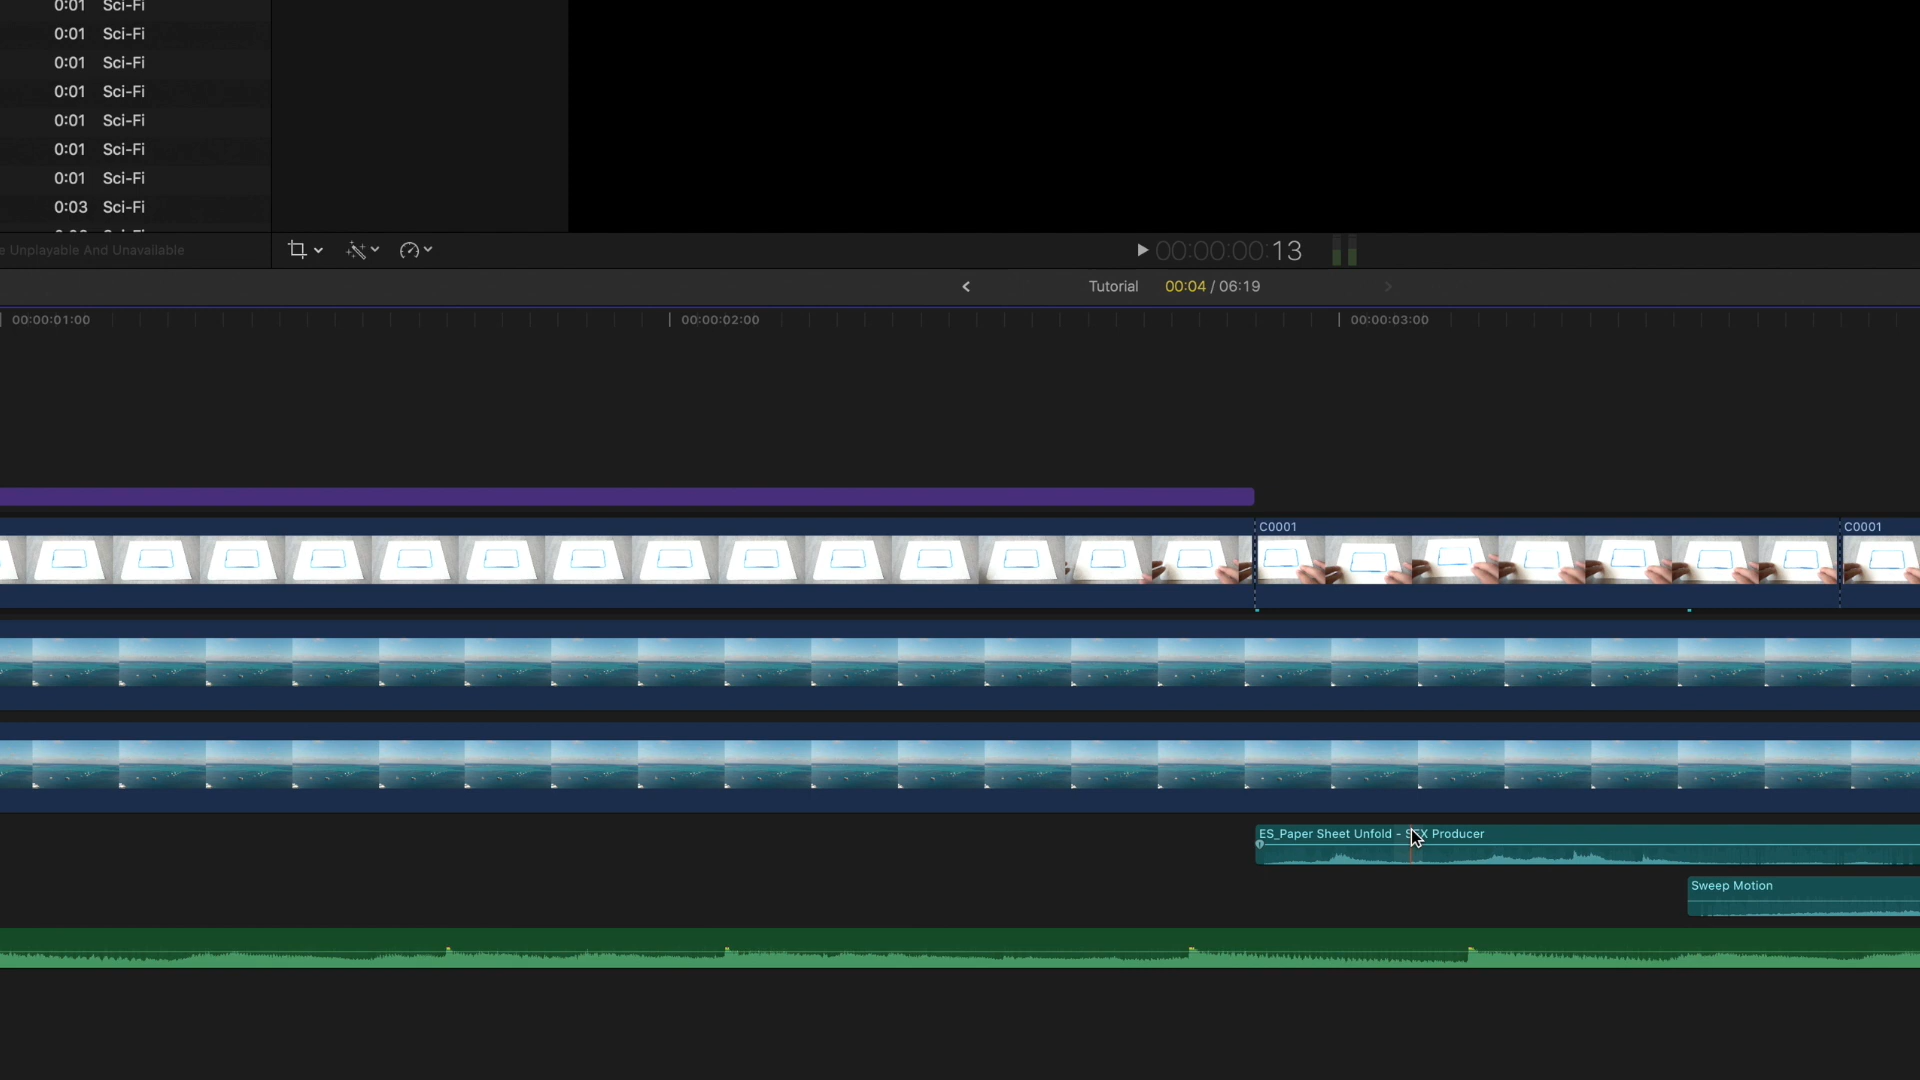 0:01 Sci-Fi
0:01 Sci-Fi
0:01 Sci-Fi
0:01 Sci-Fi
0:01 Sci-Fi
0:01 Sci-Fi
0:01 Sci-Fi
0:03 Sci-Fi
e Unplayable And Unavailable
00:00:00:13
Tutorial 00:04 / 06:19
00:00:01:00 00:00:02:00 00:00:03:00
C0001 C0001
ES_Paper Sheet Unfold - SFX Producer
Sweep Motion